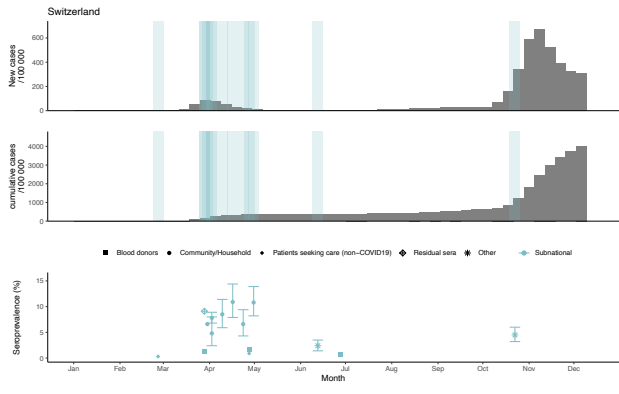 Switzerland
New cases
/100 000
600
400
200
0
cumulative cases
/100 000
4000
3000
2000
1000
0
Blood donors Community/Household Patients seeking care (non−COVID19) Residual sera Other Subnational
Seroprevalence (%)
15
10
5
0
Jan Feb Mar Apr May Jun Jul Aug Sep Oct Nov Dec
Month